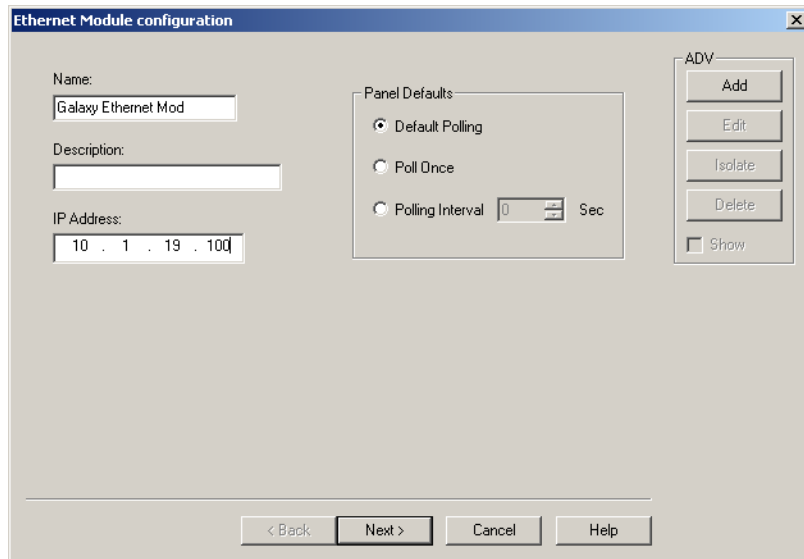 Ethernet Module configuration
Name:
Galaxy Ethernet Mod
Description:
IP Address:
10 . 1 . 19 . 100
Panel Defaults
Default Polling
Poll Once
Polling Interval 0 Sec
ADV
Add
Edit
Isolate
Delete
Show
< Back Next > Cancel Help